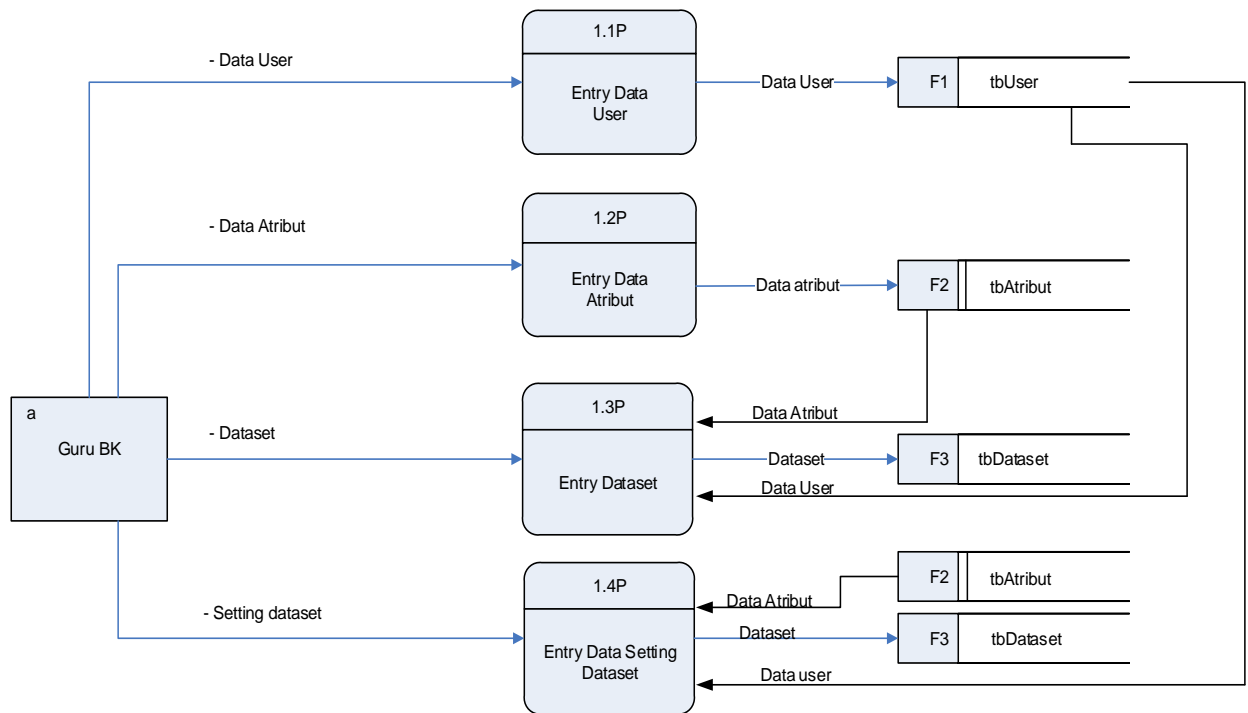 1.1P
- Data User
Entry Data
User
Data User
F1
tbUser
1.2P
- Data Atribut
Entry Data
Atribut
Data atribut
F2
tbAtribut
a
Guru BK
1.3P
Data Atribut
- Dataset
Entry Dataset
Dataset
F3
tbDataset
Data User
F2
tbAtribut
1.4P
Data Atribut
- Setting dataset
Dataset
F3
tbDataset
Entry Data Setting
Dataset
Data user